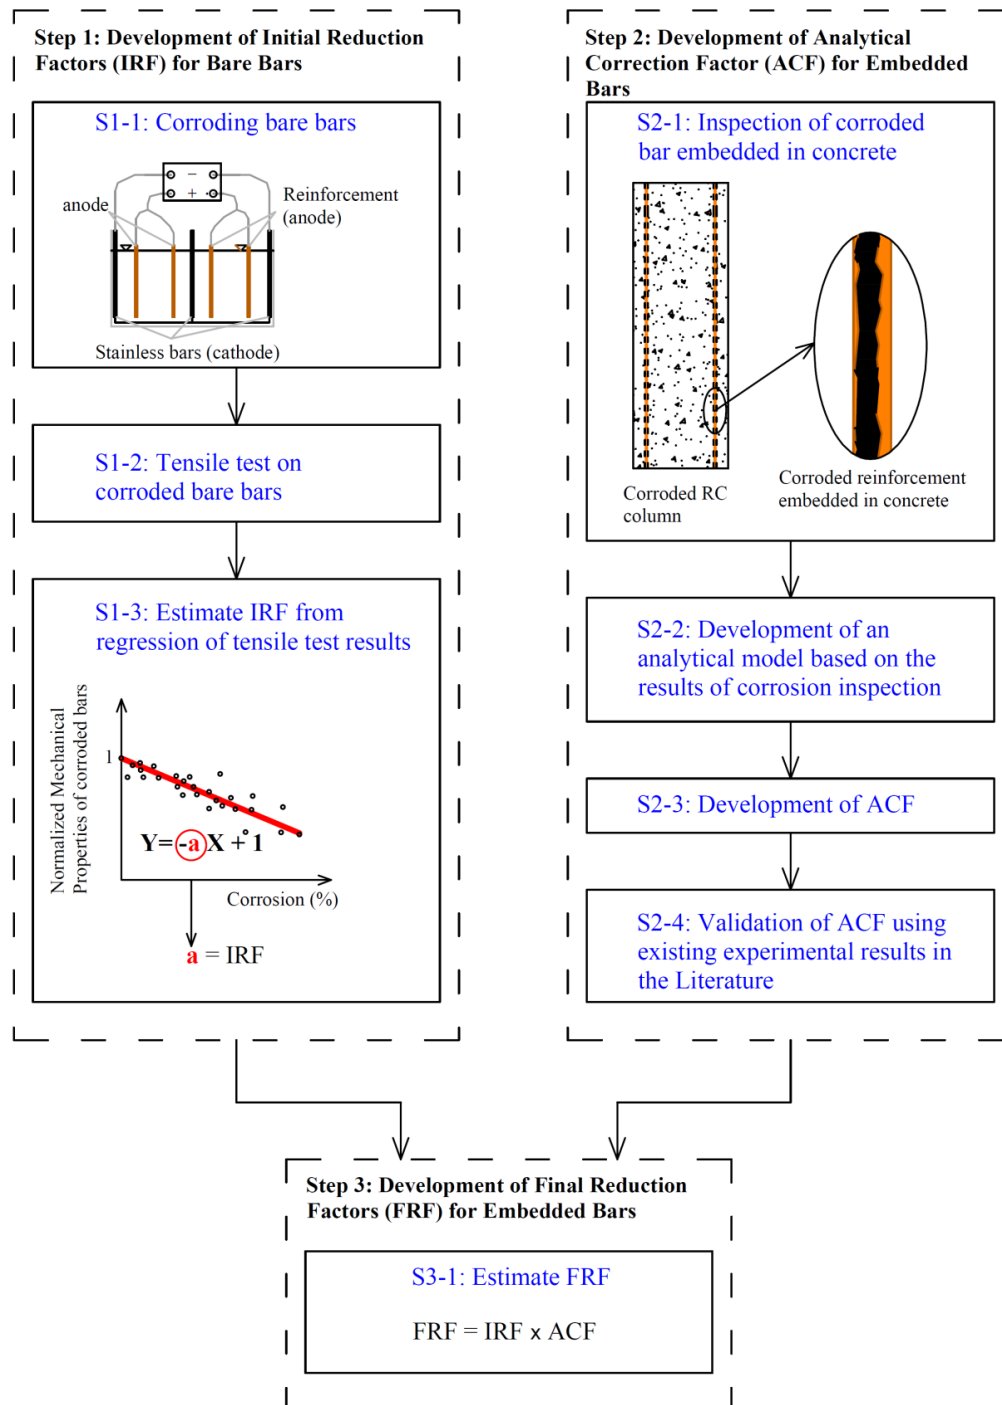 Step 1: Development of Initial Reduction
Factors (IRF) for Bare Bars
S1-1: Corroding bare bars
−
+
anode
Reinforcement
(anode)
Stainless bars (cathode)
S1-2: Tensile test on
corroded bare bars
S1-3: Estimate IRF from
regression of tensile test results
Normalized Mechanical
Properties of corroded bars
1
Y= -a X + 1
Corrosion (%)
a = IRF
Step 2: Development of Analytical
Correction Factor (ACF) for Embedded
Bars
S2-1: Inspection of corroded
bar embedded in concrete
Corroded RC
column
Corroded reinforcement
embedded in concrete
S2-2: Development of an
analytical model based on the
results of corrosion inspection
S2-3: Development of ACF
S2-4: Validation of ACF using
existing experimental results in
the Literature
Step 3: Development of Final Reduction
Factors (FRF) for Embedded Bars
S3-1: Estimate FRF
FRF = IRF x ACF